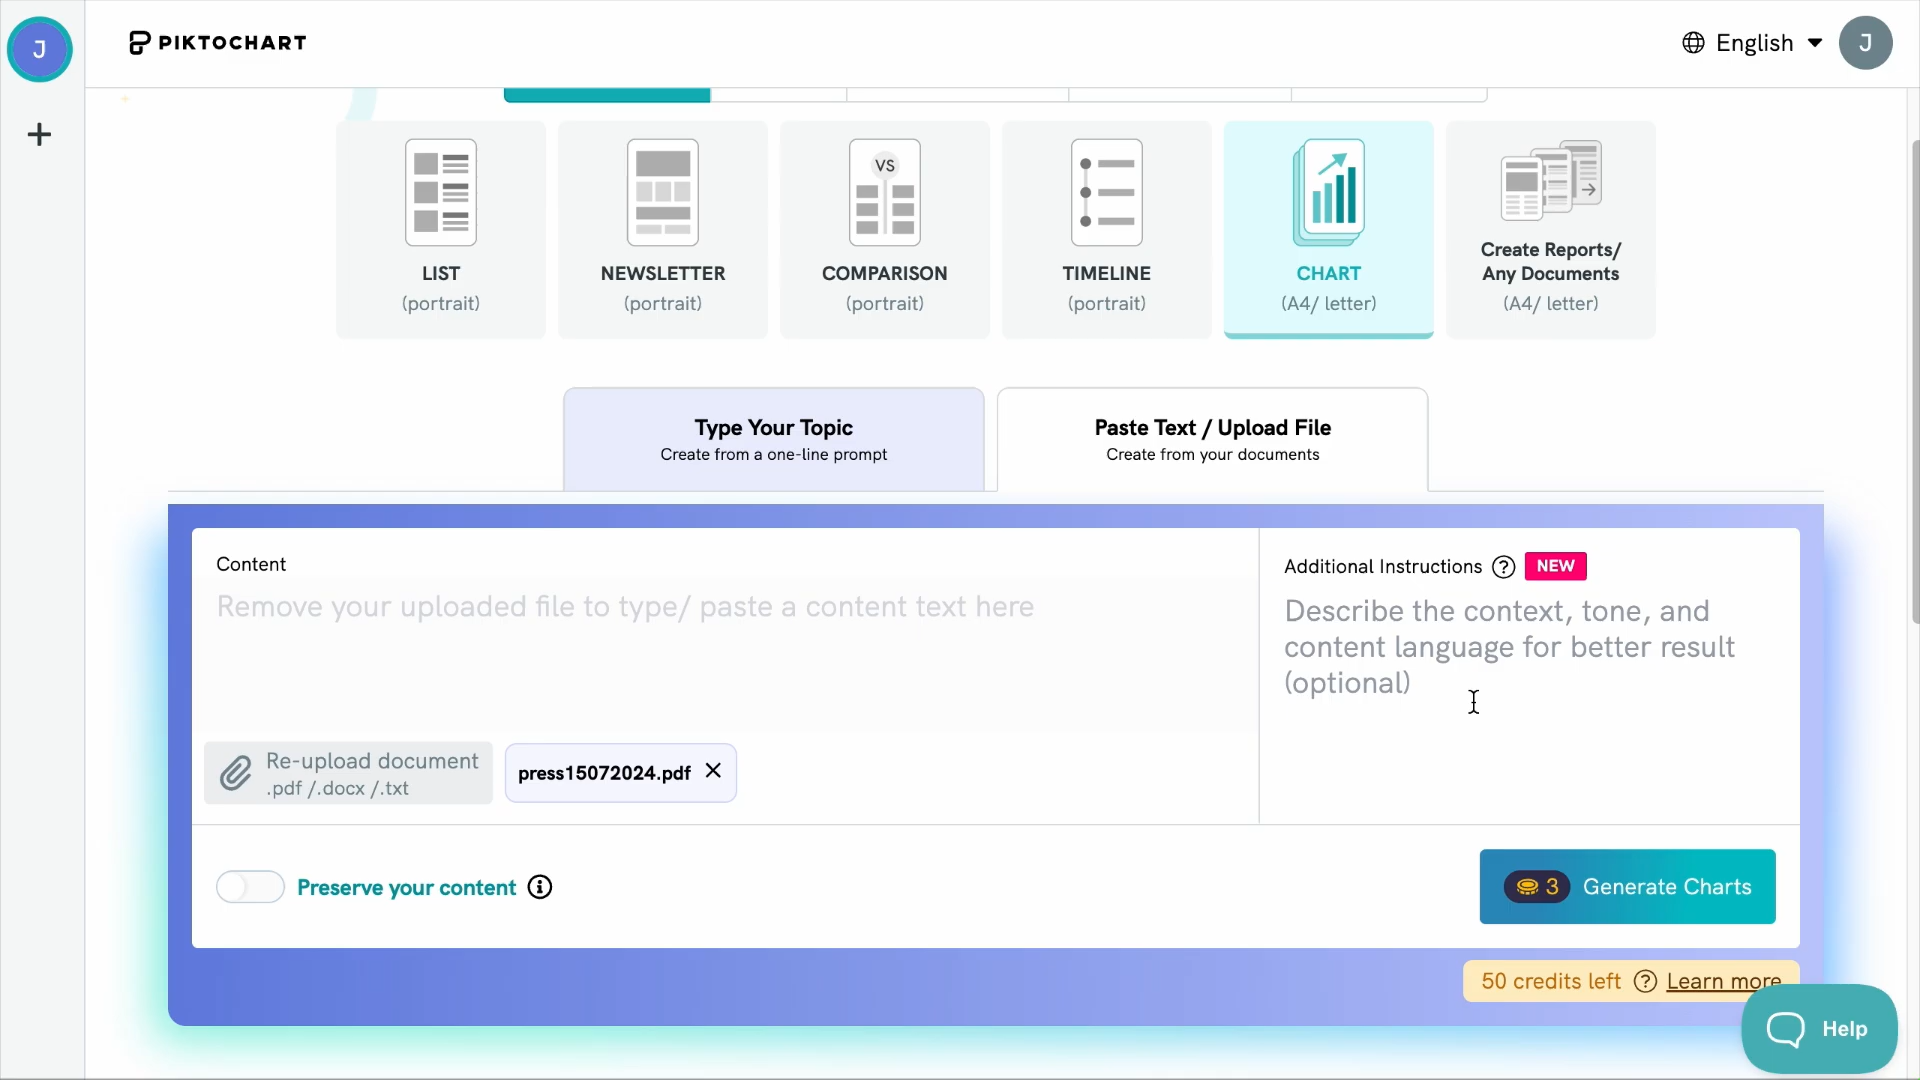 J
PIKTOCHART
English
J
VS
LIST
(portrait)
NEWSLETTER
(portrait)
COMPARISON
(portrait)
TIMELINE
(portrait)
CHART
(A4/ letter)
Create Reports/
Any Documents
(A4/ letter)
Type Your Topic
Create from a one-line prompt
Paste Text / Upload File
Create from your documents
Content
Remove your uploaded file to type/ paste a content text here
Additional Instructions ? NEW
Describe the context, tone, and
content language for better result
(optional)
Re-upload document
.pdf /.docx /.txt
press15072024.pdf
Preserve your content
3 Generate Charts
50 credits left ? Learn more
Help